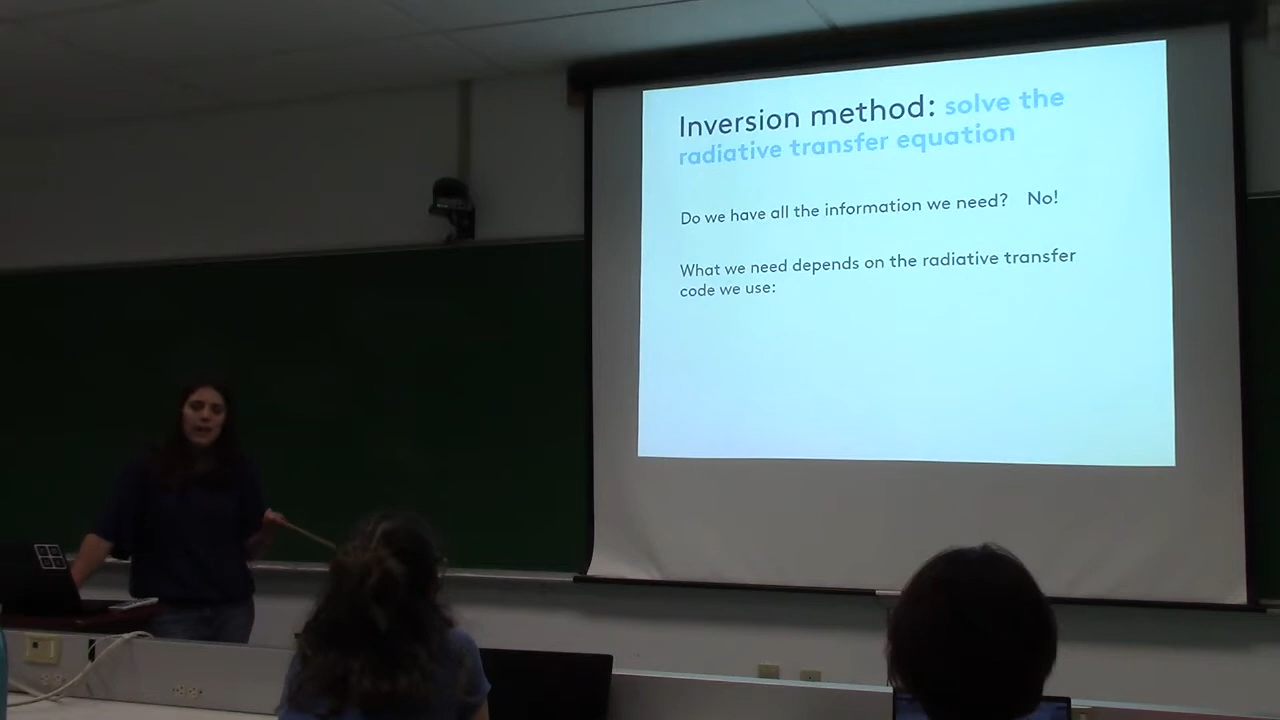 Inversion method: solve the
radiative transfer equation
Do we have all the information we need? No!
What we need depends on the radiative transfer
code we use: